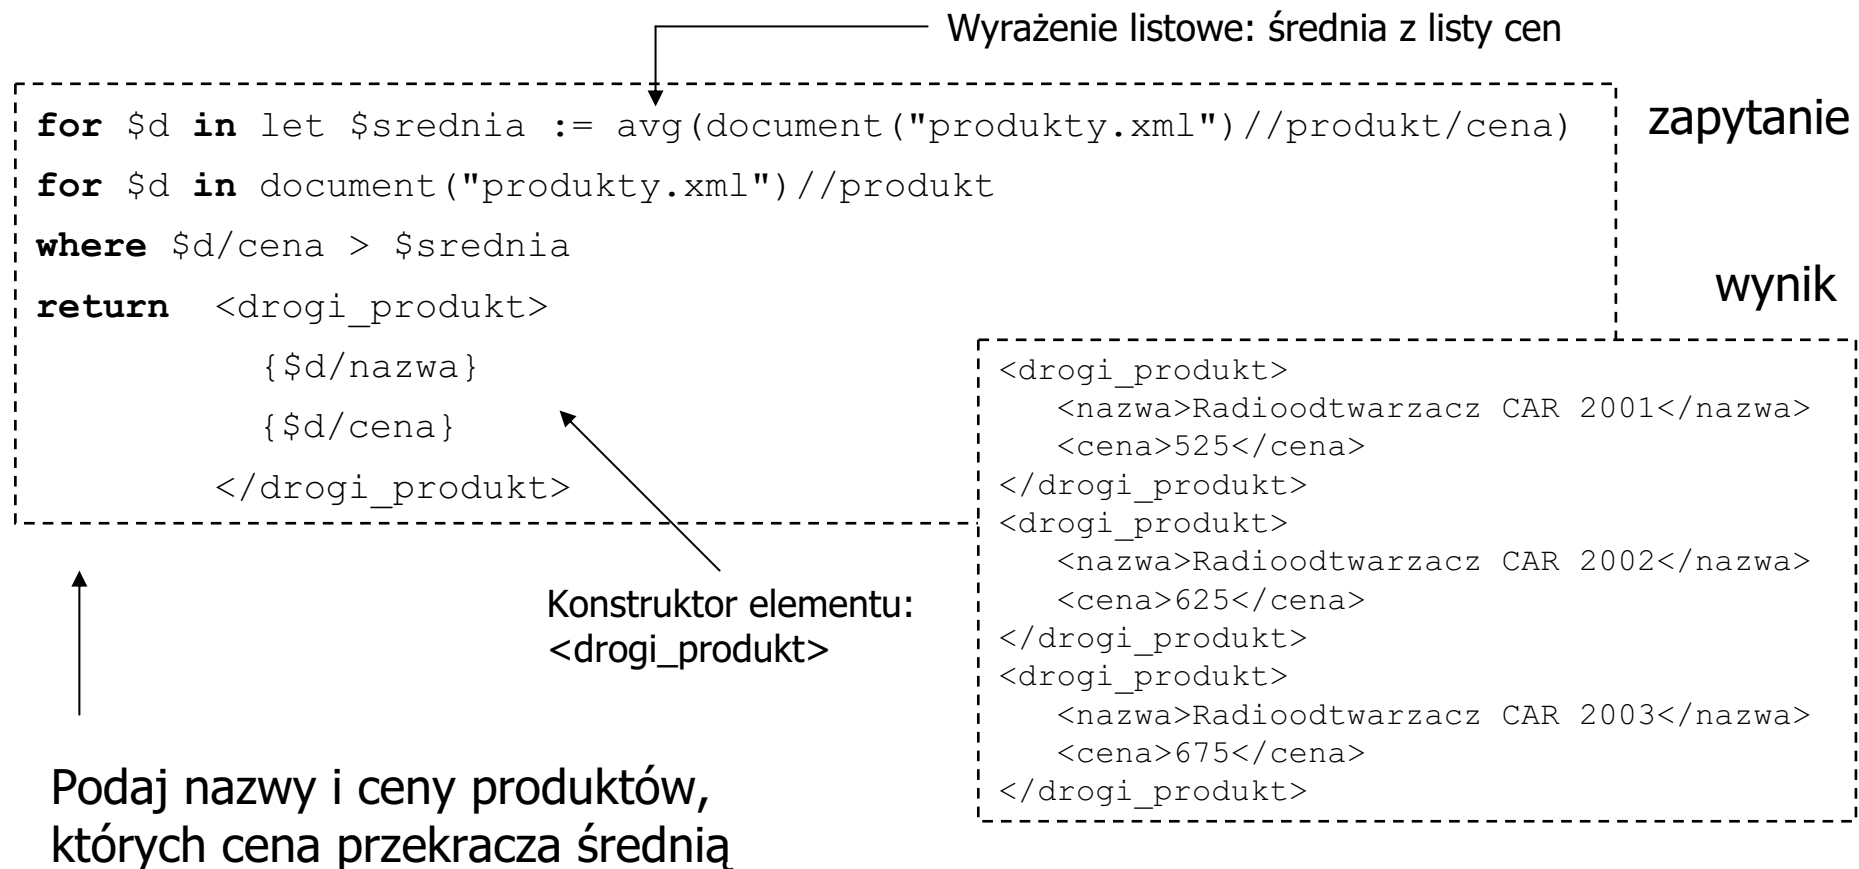 Wyrażenie listowe: średnia z listy cen
for $d in let $srednia := avg(document("produkty.xml")//produkt/cena)
for $d in document("produkty.xml")//produkt
where $d/cena > $srednia
return <drogi_produkt>
{$d/nazwa}
{$d/cena}
</drogi_produkt>
zapytanie
wynik
<drogi_produkt>
<nazwa>Radioodtwarzacz CAR 2001</nazwa>
<cena>525</cena>
</drogi_produkt>
<drogi_produkt>
<nazwa>Radioodtwarzacz CAR 2002</nazwa>
<cena>625</cena>
</drogi_produkt>
<drogi_produkt>
<nazwa>Radioodtwarzacz CAR 2003</nazwa>
<cena>675</cena>
</drogi_produkt>
Konstruktor elementu:
<drogi_produkt>
Podaj nazwy i ceny produktów,
których cena przekracza średnią